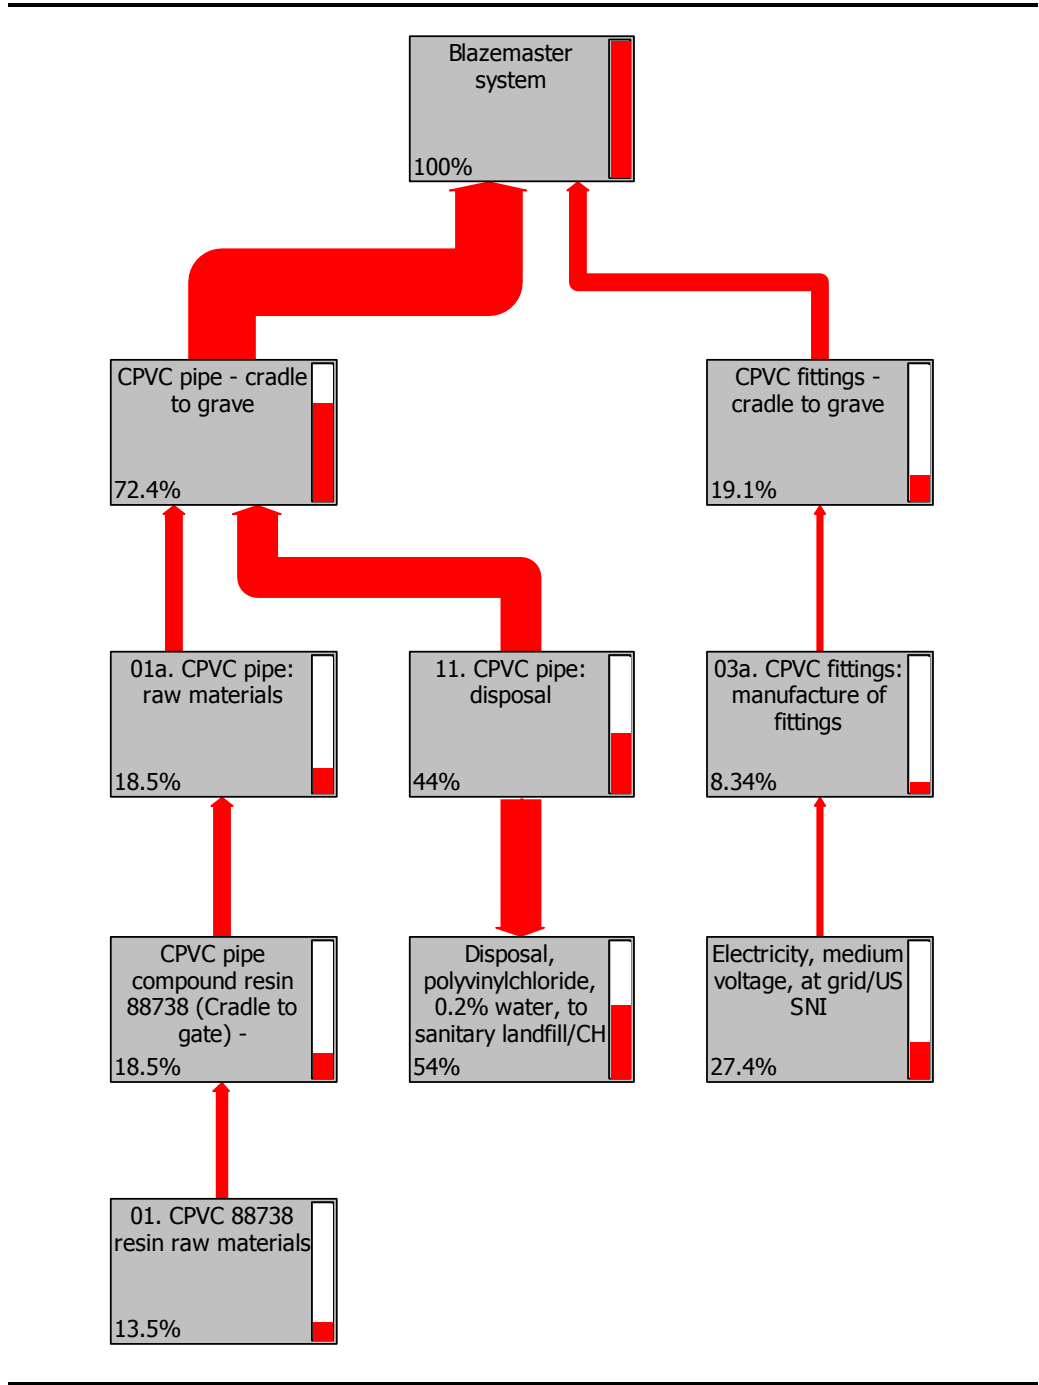 Blazemaster
system
100%
CPVC pipe - cradle
to grave
72.4%
CPVC fittings -
cradle to grave
19.1%
01a. CPVC pipe:
raw materials
18.5%
11. CPVC pipe:
disposal
44%
03a. CPVC fittings:
manufacture of
fittings
8.34%
CPVC pipe
compound resin
88738 (Cradle to
gate) -
18.5%
Disposal,
polyvinylchloride,
0.2% water, to
sanitary landfill/CH
54%
Electricity, medium
voltage, at grid/US
SNI
27.4%
01. CPVC 88738
resin raw materials
13.5%